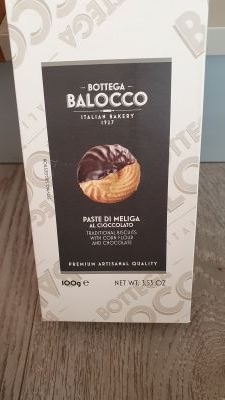 BOTTEGA
BALOCCO
ITALIAN BAKERY
1927
PASTE DI MELIGA
AL CIOCCOLATO
TRADITIONAL BISCUITS
WITH CORN FLOUR
AND CHOCOLATE
PREMIUM ARTISANAL QUALITY
100g e NET WT. 3.53 OZ